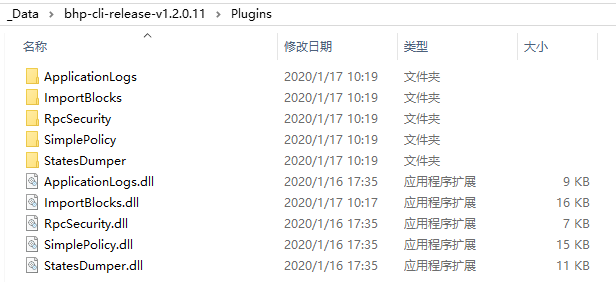 _Data > bhp-cli-release-v1.2.0.11 > Plugins
名称 修改日期 类型 大小
ApplicationLogs 2020/1/17 10:19 文件夹
ImportBlocks 2020/1/17 10:19 文件夹
RpcSecurity 2020/1/17 10:19 文件夹
SimplePolicy 2020/1/17 10:19 文件夹
StatesDumper 2020/1/17 10:19 文件夹
ApplicationLogs.dll 2020/1/16 17:35 应用程序扩展 9 KB
ImportBlocks.dll 2020/1/17 10:17 应用程序扩展 16 KB
RpcSecurity.dll 2020/1/16 17:35 应用程序扩展 7 KB
SimplePolicy.dll 2020/1/16 17:35 应用程序扩展 15 KB
StatesDumper.dll 2020/1/16 17:35 应用程序扩展 11 KB